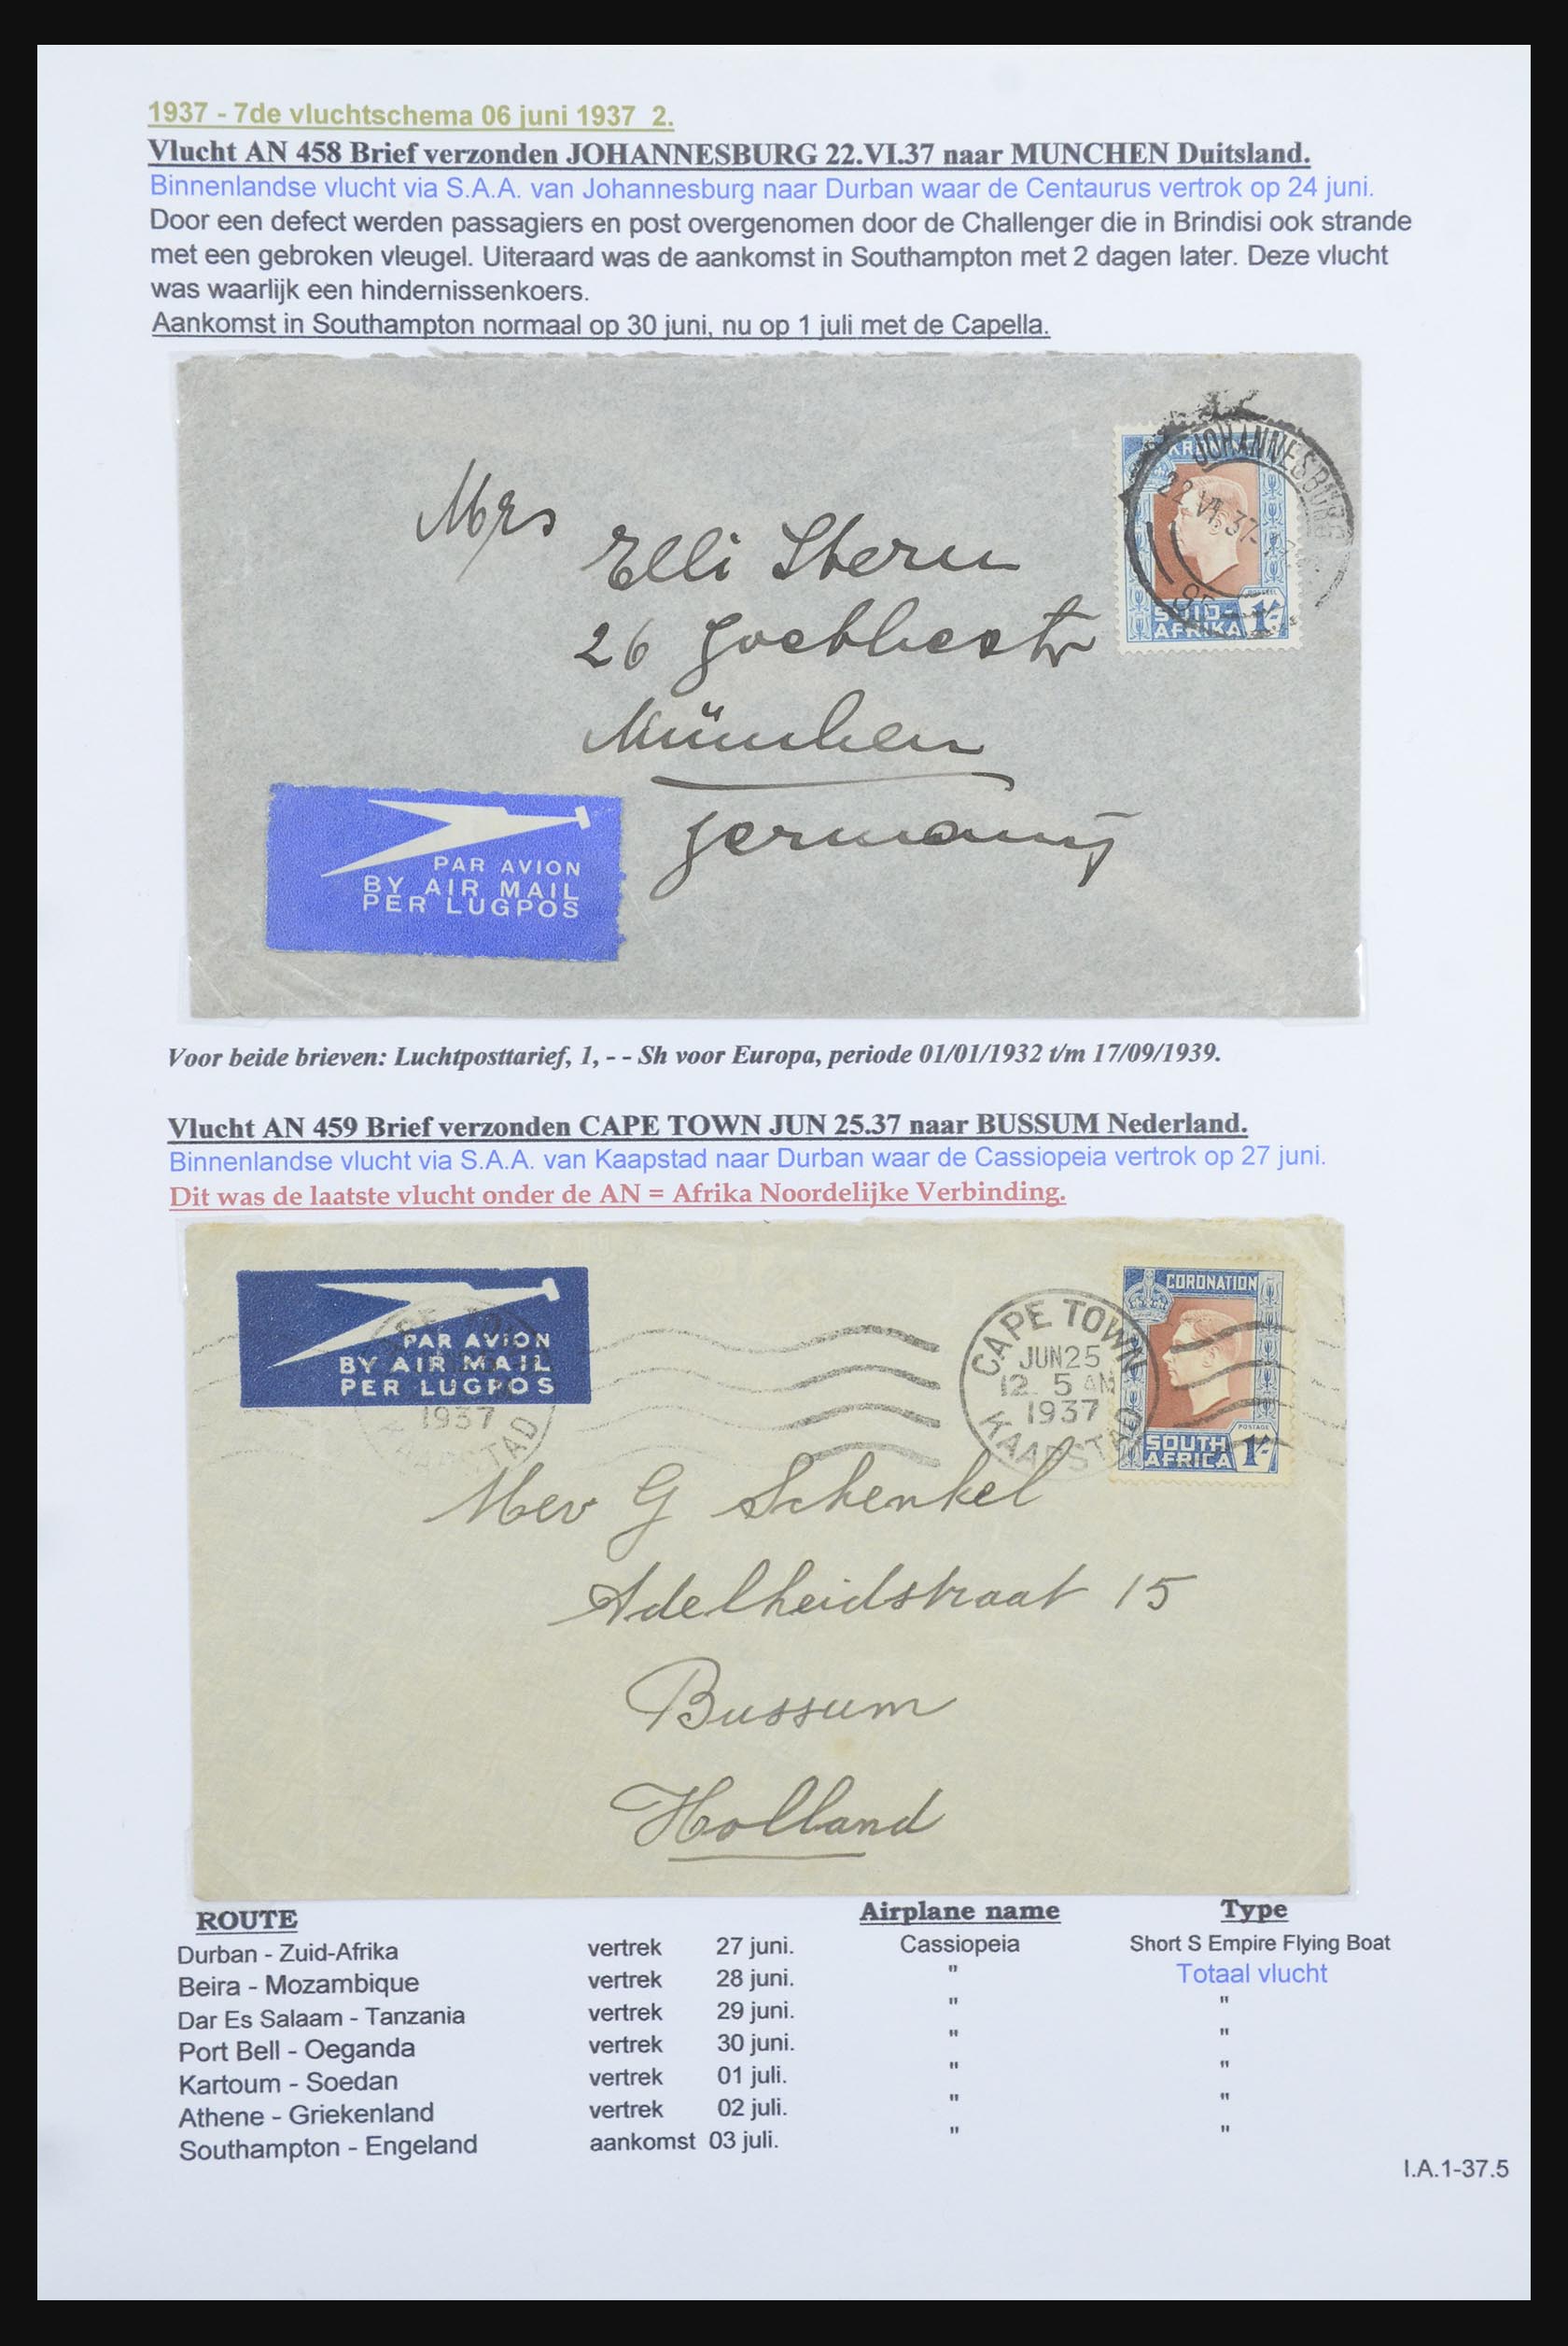 1937 - 7de vluchtschema 06 juni 1937 2.
Vlucht AN 458 Brief verzonden JOHANNESBURG 22.VI.37 naar MUNCHEN Duitsland.
Binnenlandse vlucht via S.A.A. van Johannesburg naar Durban waar de Centaurus vertrok op 24 juni.
Door een defect werden passagiers en post overgenomen door de Challenger die in Brindisi ook strande
met een gebroken vleugel. Uiteraard was de aankomst in Southampton met 2 dagen later. Deze vlucht
was waarlijk een hindernissenkoers.
Aankomst in Southampton normaal op 30 juni, nu op 1 juli met de Capella.
JOHANNESBURG
22 VI 37
SUID-
AFRIKA 1/-
Mrs
Elli Stern
26
München
Germany
PAR AVION
BY AIR MAIL
PER LUGPOS
Voor beide brieven: Luchtposttarief, 1, - - Sh voor Europa, periode 01/01/1932 t/m 17/09/1939.
Vlucht AN 459 Brief verzonden CAPE TOWN JUN 25.37 naar BUSSUM Nederland.
Binnenlandse vlucht via S.A.A. van Kaapstad naar Durban waar de Cassiopeia vertrok op 27 juni.
Dit was de laatste vlucht onder de AN = Afrika Noordelijke Verbinding.
PAR AVION
BY AIR MAIL
PER LUGPOS
1937
CAPE TOWN
JUN 25
12. 5 AM
1937
KAAPSTAD
CORONATION
POSTAGE
SOUTH
AFRICA 1/-
Mev G Schenkel
Adelheidstraat 15
Bussum
Holland
ROUTE Airplane name Type
Durban - Zuid-Afrika vertrek 27 juni. Cassiopeia Short S Empire Flying Boat
Beira - Mozambique vertrek 28 juni. " Totaal vlucht
Dar Es Salaam - Tanzania vertrek 29 juni. " "
Port Bell - Oeganda vertrek 30 juni. " "
Kartoum - Soedan vertrek 01 juli. " "
Athene - Griekenland vertrek 02 juli. " "
Southampton - Engeland aankomst 03 juli. " "
I.A.1-37.5